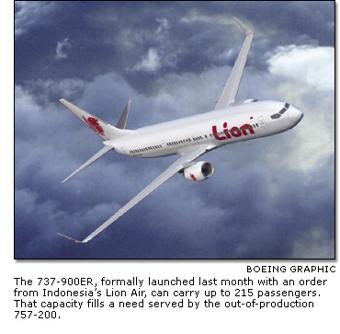 Lion
BOEING GRAPHIC
The 737-900ER, formally launched last month with an order
from Indonesia's Lion Air, can carry up to 215 passengers.
That capacity fills a need served by the out-of-production
757-200.